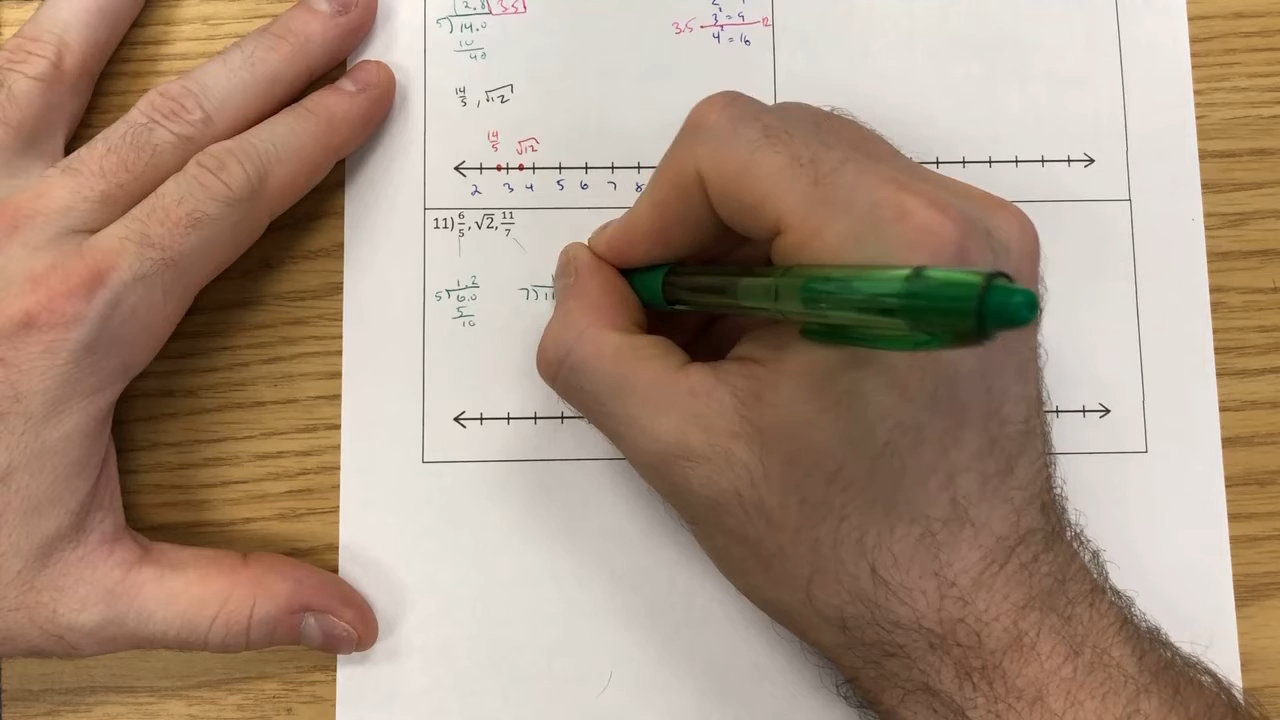 2.8 3.5
5)14.0
10
40
3² = 9
3.5 12
4² = 16
14/5, √12
14/5 √12
2 3 4 5 6 7 8
11) 6/5, √2, 11/7
1.2
5)6.0 7)11
5
10